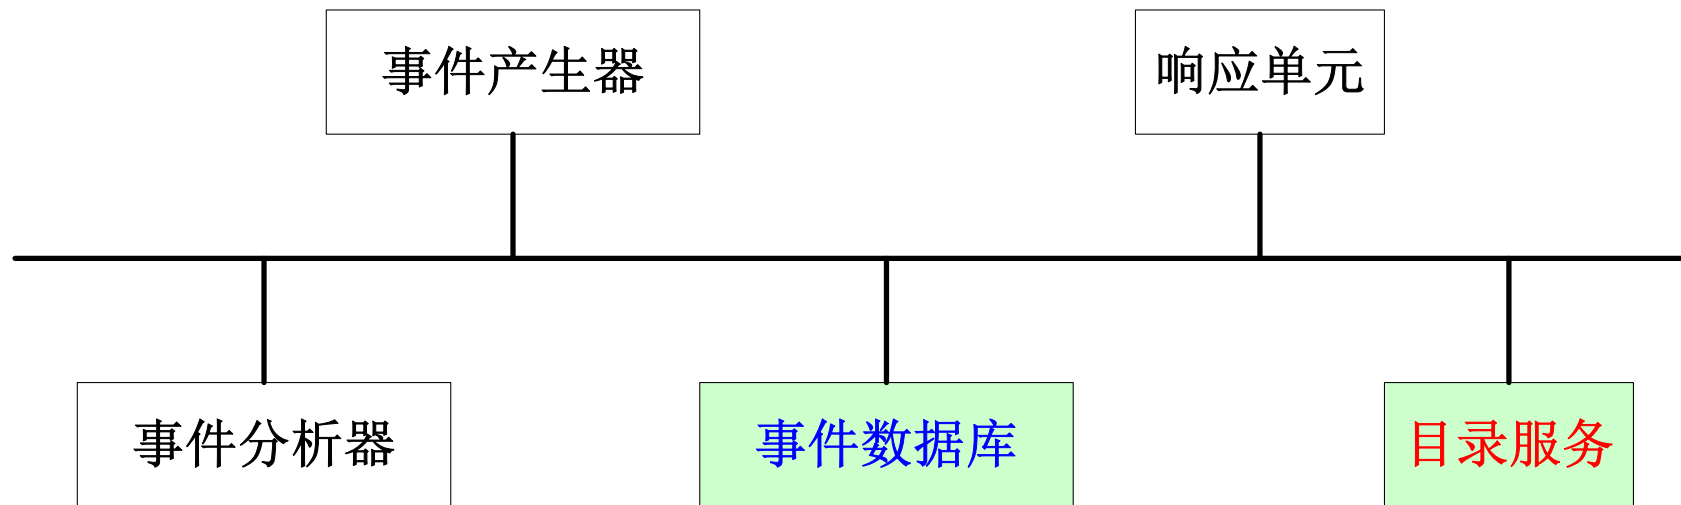 事件产生器
响应单元
事件分析器
事件数据库
目录服务